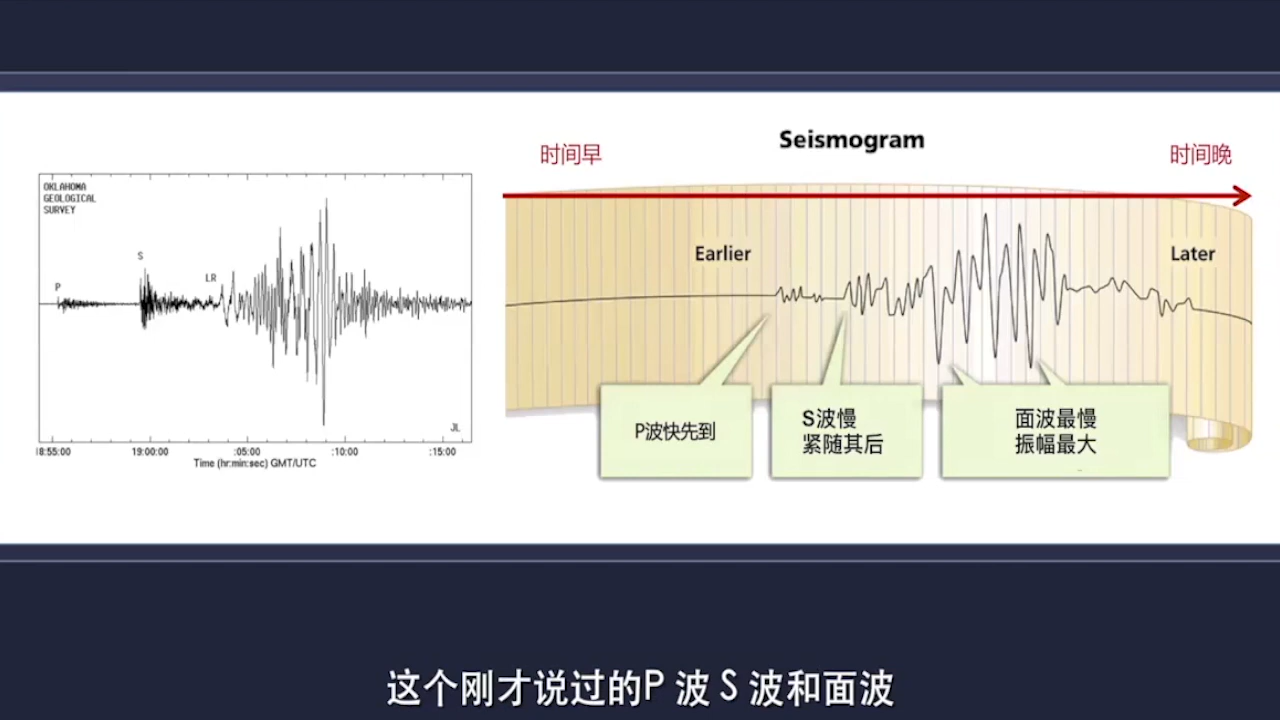 Seismogram
时间早
时间晚
OKLAHOMA
GEOLOGICAL
SURVEY
P
S
LR
JL
8:55:00
19:00:00
:05:00
:10:00
:15:00
Time (hr:min:sec) GMT/UTC
Earlier
Later
P波快先到
S波慢
紧随其后
面波最慢
振幅最大
这个刚才说过的P 波 S 波和面波